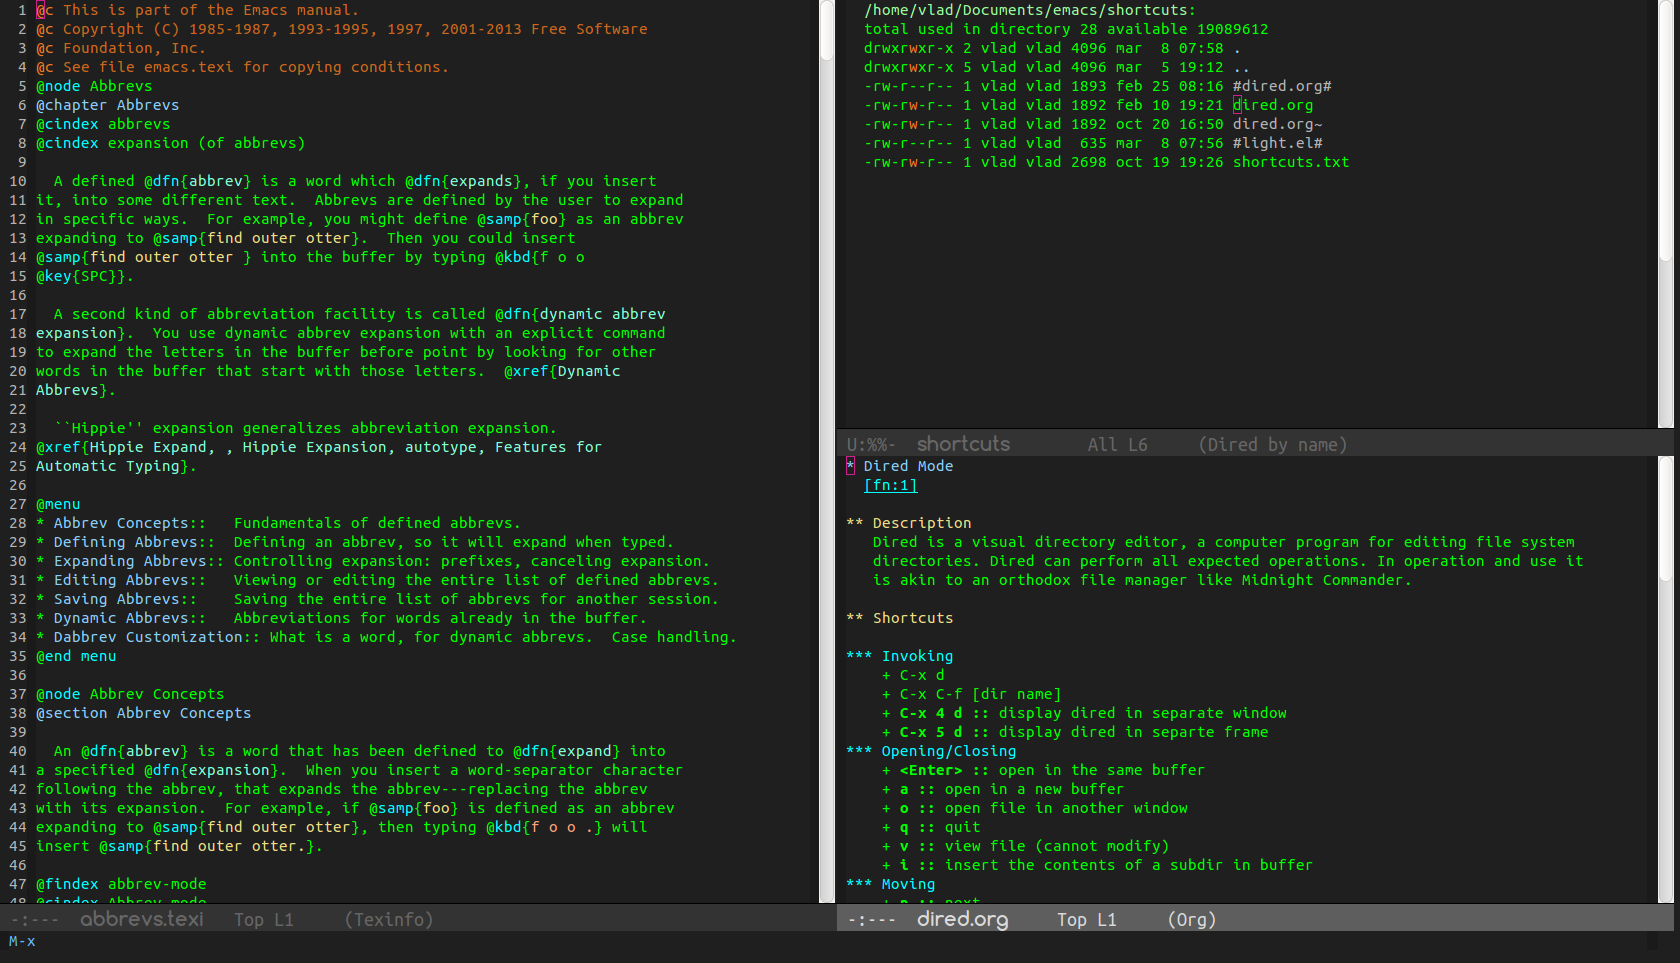 1 @c This is part of the Emacs manual.
2 @c Copyright (C) 1985-1987, 1993-1995, 1997, 2001-2013 Free Software
3 @c Foundation, Inc.
4 @c See file emacs.texi for copying conditions.
5 @node Abbrevs
6 @chapter Abbrevs
7 @cindex abbrevs
8 @cindex expansion (of abbrevs)
9
10   A defined @dfn{abbrev} is a word which @dfn{expands}, if you insert
11 it, into some different text.  Abbrevs are defined by the user to expand
12 in specific ways.  For example, you might define @samp{foo} as an abbrev
13 expanding to @samp{find outer otter}.  Then you could insert
14 @samp{find outer otter } into the buffer by typing @kbd{f o o
15 @key{SPC}}.
16
17   A second kind of abbreviation facility is called @dfn{dynamic abbrev
18 expansion}.  You use dynamic abbrev expansion with an explicit command
19 to expand the letters in the buffer before point by looking for other
20 words in the buffer that start with those letters.  @xref{Dynamic
21 Abbrevs}.
22
23   ``Hippie'' expansion generalizes abbreviation expansion.
24 @xref{Hippie Expand, , Hippie Expansion, autotype, Features for
25 Automatic Typing}.
26
27 @menu
28 * Abbrev Concepts::   Fundamentals of defined abbrevs.
29 * Defining Abbrevs::  Defining an abbrev, so it will expand when typed.
30 * Expanding Abbrevs:: Controlling expansion: prefixes, canceling expansion.
31 * Editing Abbrevs::   Viewing or editing the entire list of defined abbrevs.
32 * Saving Abbrevs::    Saving the entire list of abbrevs for another session.
33 * Dynamic Abbrevs::   Abbreviations for words already in the buffer.
34 * Dabbrev Customization:: What is a word, for dynamic abbrevs.  Case handling.
35 @end menu
36
37 @node Abbrev Concepts
38 @section Abbrev Concepts
39
40   An @dfn{abbrev} is a word that has been defined to @dfn{expand} into
41 a specified @dfn{expansion}.  When you insert a word-separator character
42 following the abbrev, that expands the abbrev---replacing the abbrev
43 with its expansion.  For example, if @samp{foo} is defined as an abbrev
44 expanding to @samp{find outer otter}, then typing @kbd{f o o .} will
45 insert @samp{find outer otter.}.
46
47 @findex abbrev-mode
48 @cindex Abbrev mode
-:---  abbrevs.texi   Top L1     (Texinfo)
/home/vlad/Documents/emacs/shortcuts:
total used in directory 28 available 19089612
drwxrwxr-x 2 vlad vlad 4096 mar  8 07:58 .
drwxrwxr-x 5 vlad vlad 4096 mar  5 19:12 ..
-rw-r--r-- 1 vlad vlad 1893 feb 25 08:16 #dired.org#
-rw-rw-r-- 1 vlad vlad 1892 feb 10 19:21 dired.org
-rw-rw-r-- 1 vlad vlad 1892 oct 20 16:50 dired.org~
-rw-r--r-- 1 vlad vlad  635 mar  8 07:56 #light.el#
-rw-rw-r-- 1 vlad vlad 2698 oct 19 19:26 shortcuts.txt
U:%%-  shortcuts       All L6     (Dired by name)
* Dired Mode
[fn:1]
** Description
Dired is a visual directory editor, a computer program for editing file system
directories. Dired can perform all expected operations. In operation and use it
is akin to an orthodox file manager like Midnight Commander.
** Shortcuts
*** Invoking
+ C-x d
+ C-x C-f [dir name]
+ C-x 4 d :: display dired in separate window
+ C-x 5 d :: display dired in separte frame
*** Opening/Closing
+ <Enter> :: open in the same buffer
+ a :: open in a new buffer
+ o :: open file in another window
+ q :: quit
+ v :: view file (cannot modify)
+ i :: insert the contents of a subdir in buffer
*** Moving
+ n :: next
-:---  dired.org     Top L1     (Org)
M-x